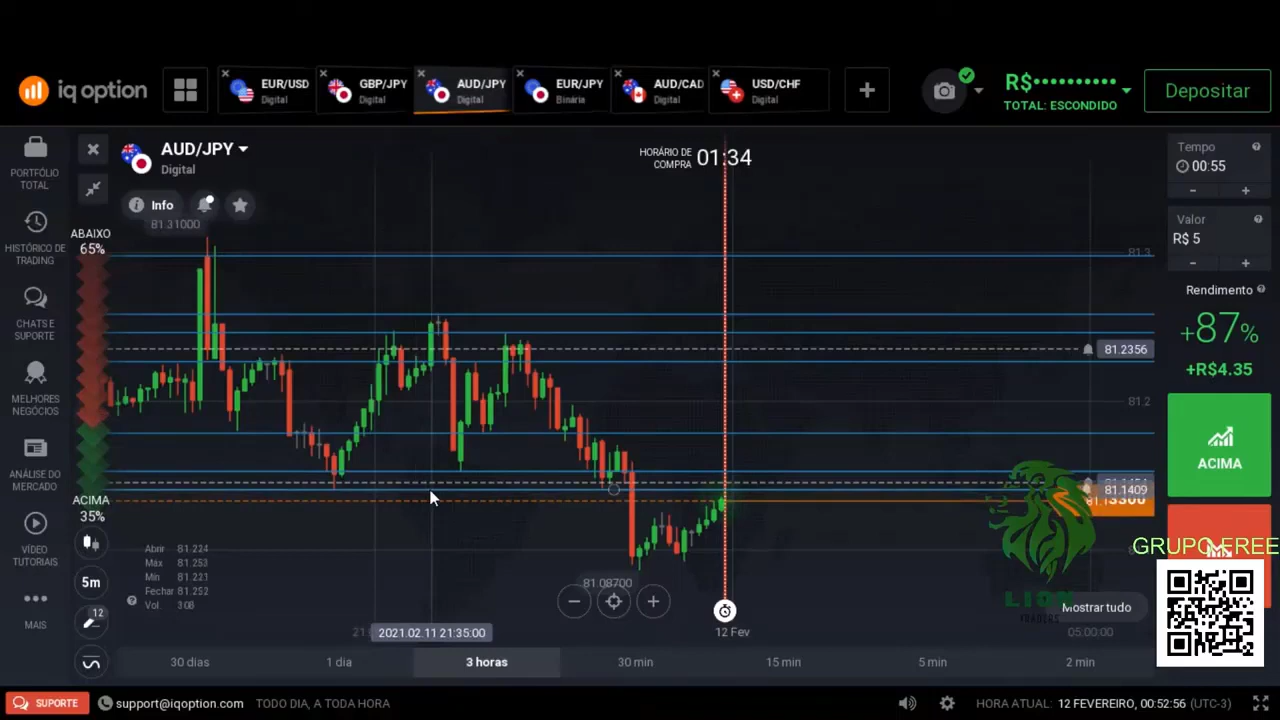 iq option
EUR/USD
Digital
GBP/JPY
Digital
AUD/JPY
Digital
EUR/JPY
Binária
AUD/CAD
Digital
USD/CHF
Digital
R$••••••••••
TOTAL: ESCONDIDO
Depositar
PORTFÓLIO
TOTAL
HISTÓRICO DE
TRADING
CHATS E
SUPORTE
MELHORES
NEGÓCIOS
ANÁLISE DO
MERCADO
VÍDEO
TUTORIAIS
MAIS
AUD/JPY
Digital
Info
81.31000
ABAIXO
65%
ACIMA
35%
5m
12
HORÁRIO DE
COMPRA
01:34
81.3
81.2356
81.2
81.1409
Abrir 81.224
Máx 81.253
Mín 81.221
Fechar 81.252
Vol 308
81.08700
2021.02.11 21:35:00
12 Fev
05:00:00
Mostrar tudo
30 dias
1 dia
3 horas
30 min
15 min
5 min
2 min
Tempo
00:55
Valor
R$ 5
Rendimento
+87%
+R$4.35
ACIMA
GRUPO FREE
LION
TRADERS
SUPORTE
support@iqoption.com
TODO DIA, A TODA HORA
HORA ATUAL: 12 FEVEREIRO, 00:52:56 (UTC-3)